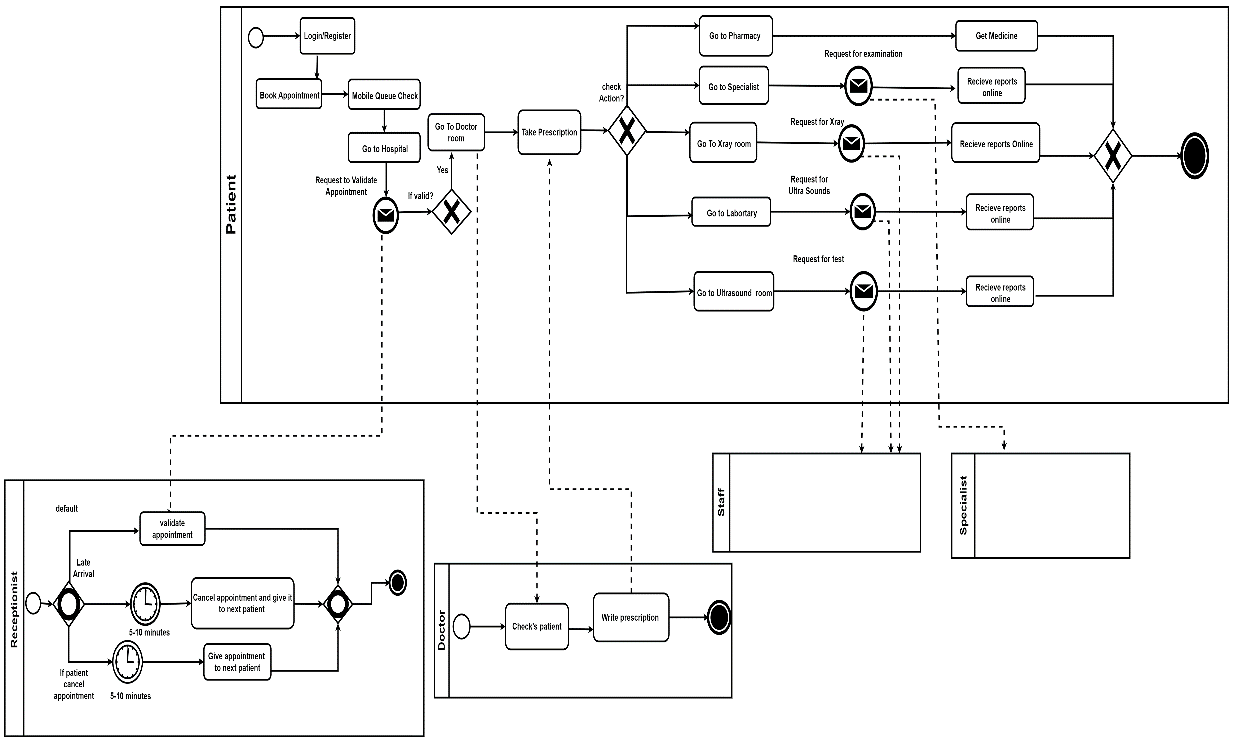 Patient
Login/Register
Book Appointment
Mobile Queue Check
Go to Hospital
Request to Validate
Appointment
If valid?
Yes
Go To Doctor
room
Take Prescription
check
Action?
Go to Pharmacy
Get Medicine
Request for examination
Go to Specialist
Recieve reports
online
Request for Xray
Go To Xray room
Recieve reports Online
Request for
Ultra Sounds
Go to Labortary
Recieve reports
online
Request for test
Go to Ultrasound room
Recieve reports
online
Receptionist
default
validate
appointment
Late
Arrival
5-10 minutes
Cancel appointment and give it
to next patient
If patient
cancel
appointment
5-10 minutes
Give appointment
to next patient
Doctor
Check's patient
Write prescription
Staff
Specialist